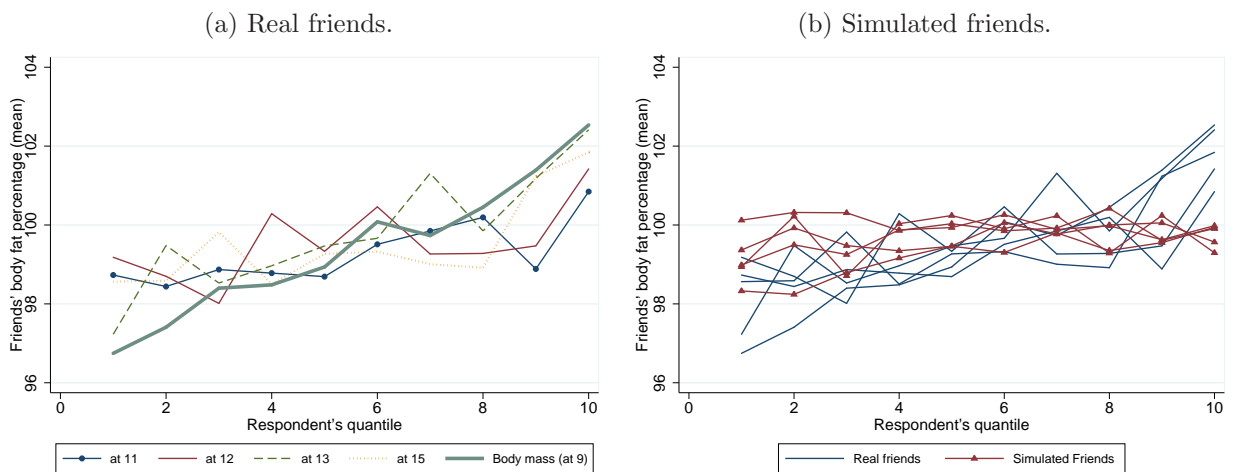 (a) Real friends.
Friends' body fat percentage (mean)
104
102
100
98
96
0 2 4 6 8 10
Respondent's quantile
at 11 at 12 at 13 at 15 Body mass (at 9)
(b) Simulated friends.
Friends' body fat percentage (mean)
104
102
100
98
96
0 2 4 6 8 10
Respondent's quantile
Real friends Simulated Friends